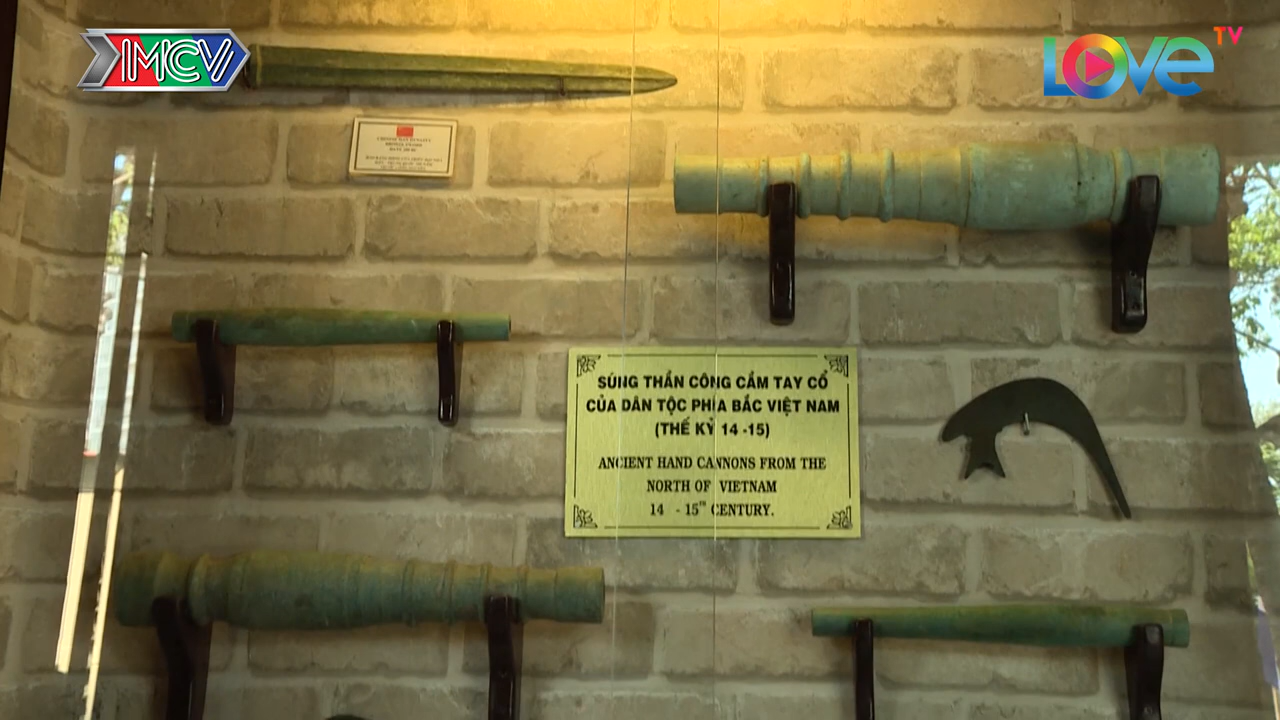 MCV
LOVE TV
SÚNG THẦN CÔNG CẦM TAY CỔ
CỦA DÂN TỘC PHÍA BẮC VIỆT NAM
(THẾ KỶ 14 -15)
ANCIENT HAND CANNONS FROM THE
NORTH OF VIETNAM
14 - 15TH CENTURY.